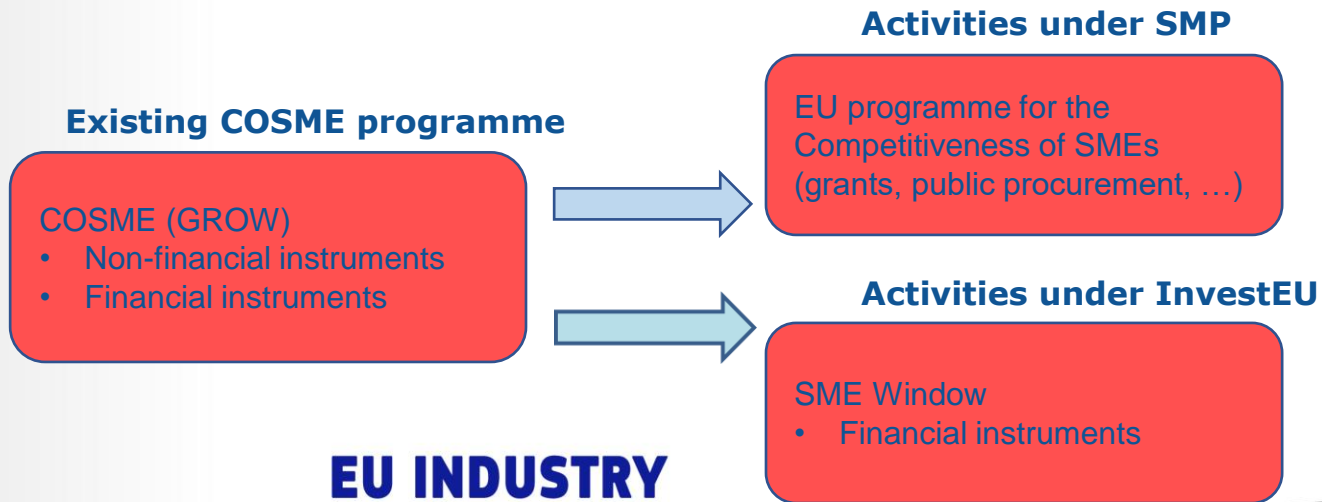 Existing COSME programme
COSME (GROW)
• Non-financial instruments
• Financial instruments
Activities under SMP
EU programme for the
Competitiveness of SMEs
(grants, public procurement, …)
Activities under InvestEU
SME Window
• Financial instruments
EU INDUSTRY